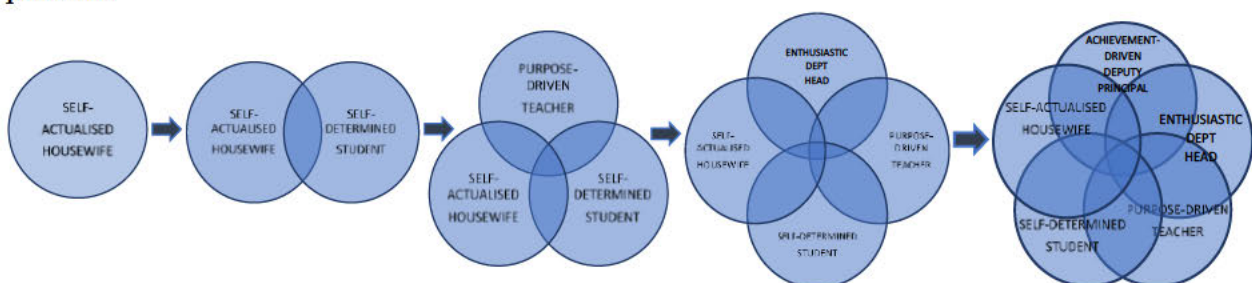 SELF-
ACTUALISED
HOUSEWIFE
SELF-
ACTUALISED
HOUSEWIFE
SELF-
DETERMINED
STUDENT
PURPOSE-
DRIVEN
TEACHER
SELF-
ACTUALISED
HOUSEWIFE
SELF-
DETERMINED
STUDENT
ENTHUSIASTIC
DEPT
HEAD
SELF-
ACTUALISED
HOUSEWIFE
PURPOSE-
DRIVEN
TEACHER
SELF-DETERMINED
STUDENT
ACHIEVEMENT-
DRIVEN
DEPUTY
PRINCIPAL
SELF-ACTUALISED
HOUSEWIFE
ENTHUSIASTIC
DEPT
HEAD
SELF-DETERMINED
STUDENT
PURPOSE-DRIVEN
TEACHER